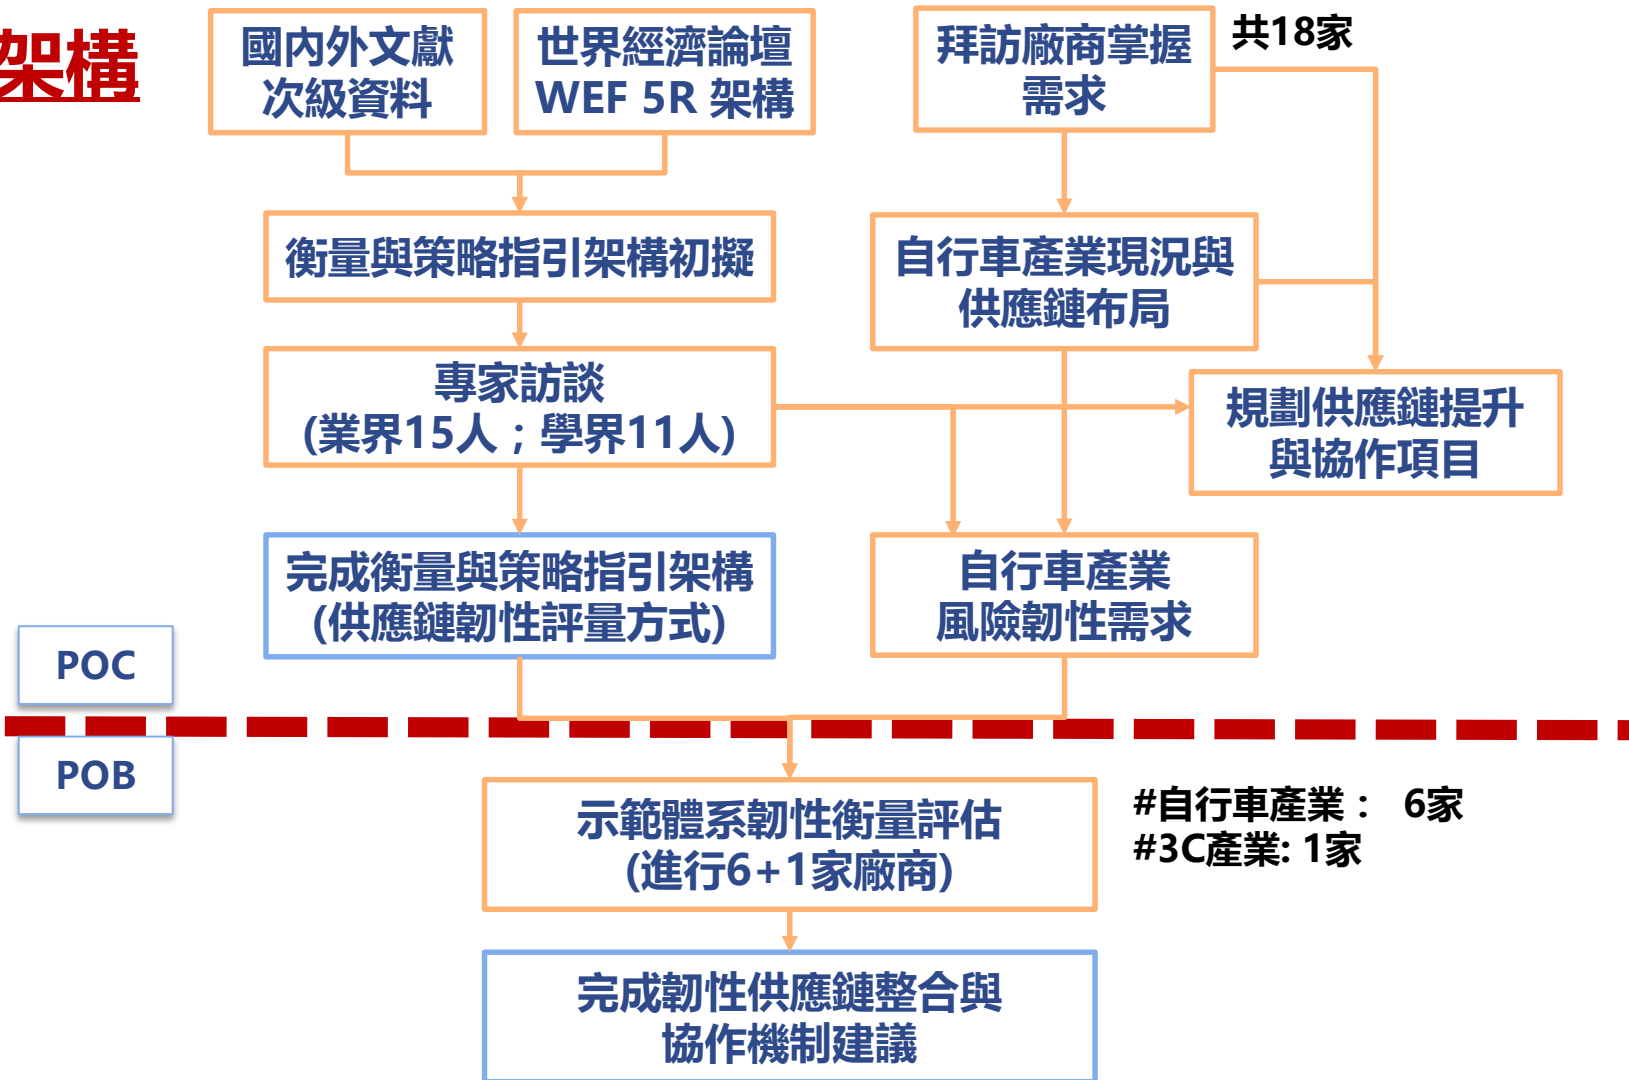 架構
國內外文獻
次級資料
世界經濟論壇
WEF 5R 架構
拜訪廠商掌握
需求
共18家
衡量與策略指引架構初擬
自行車產業現況與
供應鏈布局
專家訪談
(業界15人；學界11人)
規劃供應鏈提升
與協作項目
完成衡量與策略指引架構
(供應鏈韌性評量方式)
自行車產業
風險韌性需求
POC
POB
示範體系韌性衡量評估
(進行6+1家廠商)
#自行車產業： 6家
#3C產業: 1家
完成韌性供應鏈整合與
協作機制建議